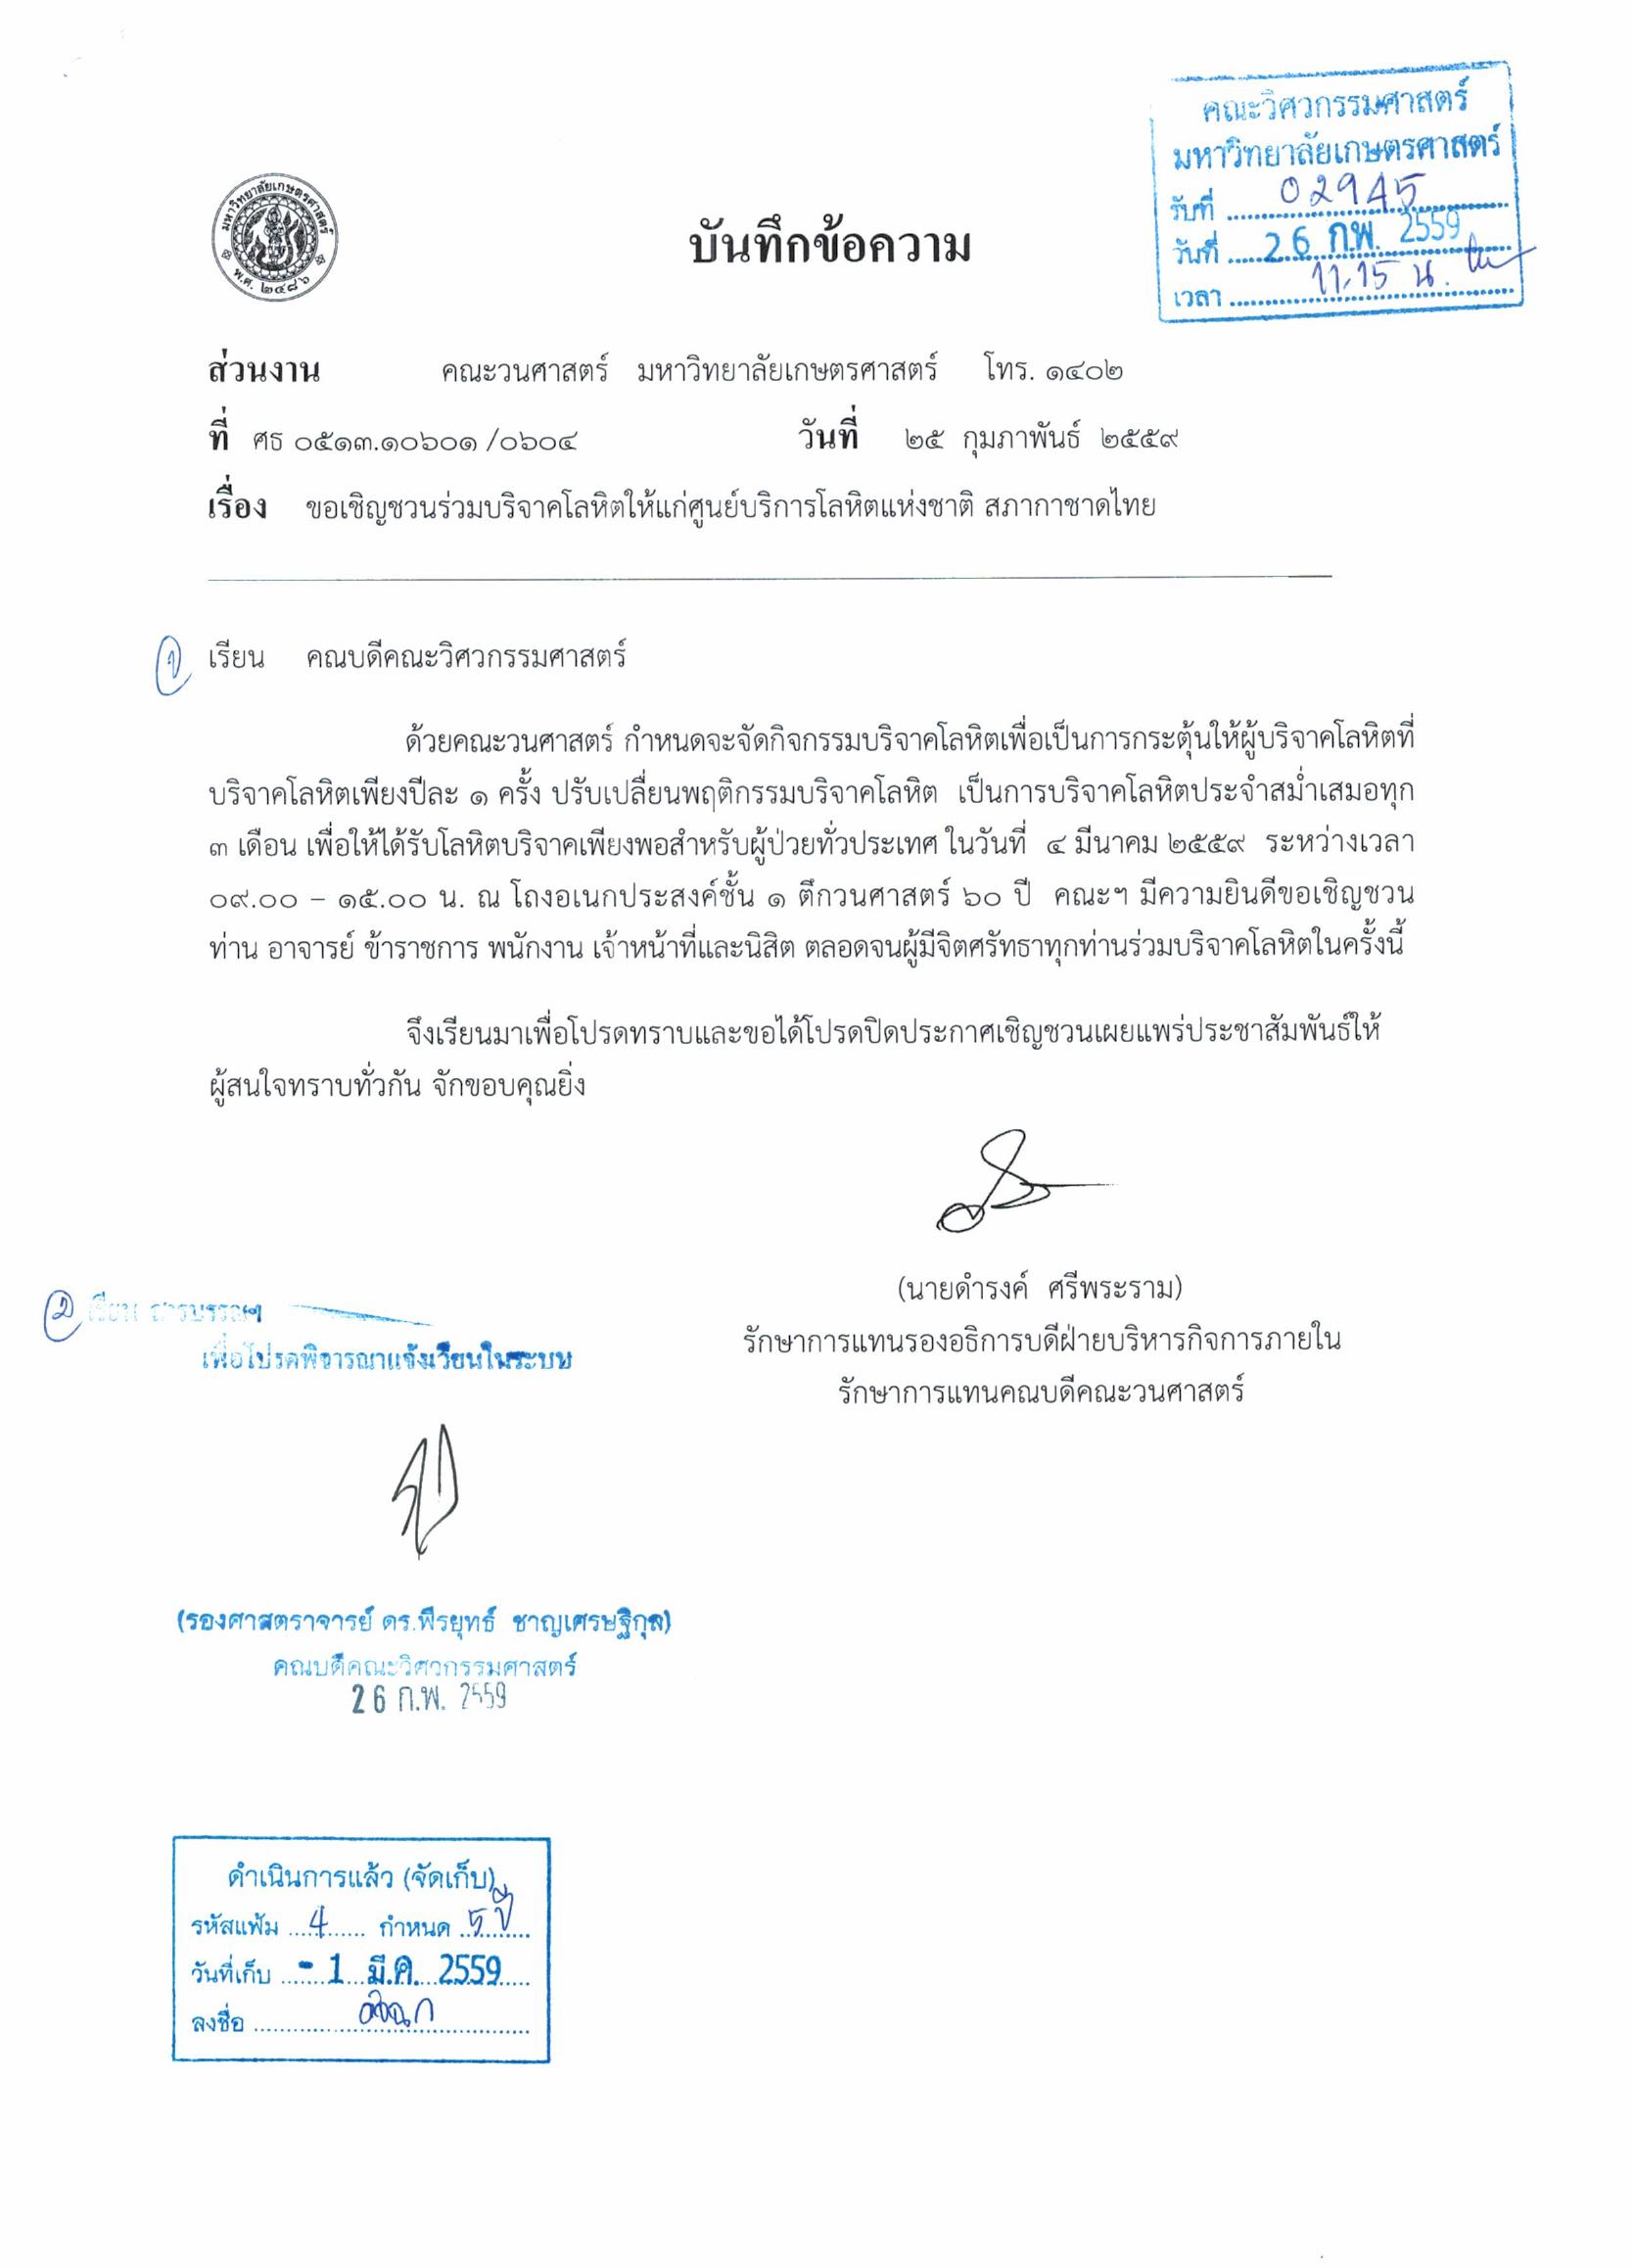 คณะวิศวกรรมศาสตร์
มหาวิทยาลัยเกษตรศาสตร์
รับที่ 02945
วันที่ 26 ก.พ. 2559
เวลา 11.15 น.
มหาวิทยาลัยเกษตรศาสตร์
พ.ศ. ๒๔๘๖
บันทึกข้อความ
ส่วนงาน คณะวนศาสตร์ มหาวิทยาลัยเกษตรศาสตร์ โทร. ๑๔๐๒
ที่ ศธ ๐๕๑๓.๑๐๖๐๑ /๐๖๐๔ วันที่ ๒๕ กุมภาพันธ์ ๒๕๕๙
เรื่อง ขอเชิญชวนร่วมบริจาคโลหิตให้แก่ศูนย์บริการโลหิตแห่งชาติ สภากาชาดไทย
๑ เรียน คณบดีคณะวิศวกรรมศาสตร์
ด้วยคณะวนศาสตร์ กำหนดจะจัดกิจกรรมบริจาคโลหิตเพื่อเป็นการกระตุ้นให้ผู้บริจาคโลหิตที่
บริจาคโลหิตเพียงปีละ ๑ ครั้ง ปรับเปลี่ยนพฤติกรรมบริจาคโลหิต เป็นการบริจาคโลหิตประจำสม่ำเสมอทุก
๓ เดือน เพื่อให้ได้รับโลหิตบริจาคเพียงพอสำหรับผู้ป่วยทั่วประเทศ ในวันที่ ๔ มีนาคม ๒๕๕๙ ระหว่างเวลา
๐๙.๐๐ – ๑๕.๐๐ น. ณ โถงอเนกประสงค์ชั้น ๑ ตึกวนศาสตร์ ๖๐ ปี คณะฯ มีความยินดีขอเชิญชวน
ท่าน อาจารย์ ข้าราชการ พนักงาน เจ้าหน้าที่และนิสิต ตลอดจนผู้มีจิตศรัทธาทุกท่านร่วมบริจาคโลหิตในครั้งนี้
จึงเรียนมาเพื่อโปรดทราบและขอได้โปรดปิดประกาศเชิญชวนเผยแพร่ประชาสัมพันธ์ให้
ผู้สนใจทราบทั่วกัน จักขอบคุณยิ่ง
(นายดำรงค์ ศรีพระราม)
รักษาการแทนรองอธิการบดีฝ่ายบริหารกิจการภายใน
รักษาการแทนคณบดีคณะวนศาสตร์
๒ เรียน สารบรรณฯ
เพื่อโปรดพิจารณาแจ้งเวียนในระบบ
(รองศาสตราจารย์ ดร.พีรยุทธ์ ชาญเศรษฐิกุล)
คณบดีคณะวิศวกรรมศาสตร์
26 ก.พ. 2559
ดำเนินการแล้ว (จัดเก็บ)
รหัสแฟ้ม 4 กำหนด 5 ปี
วันที่เก็บ - 1 มี.ค. 2559
ลงชื่อ